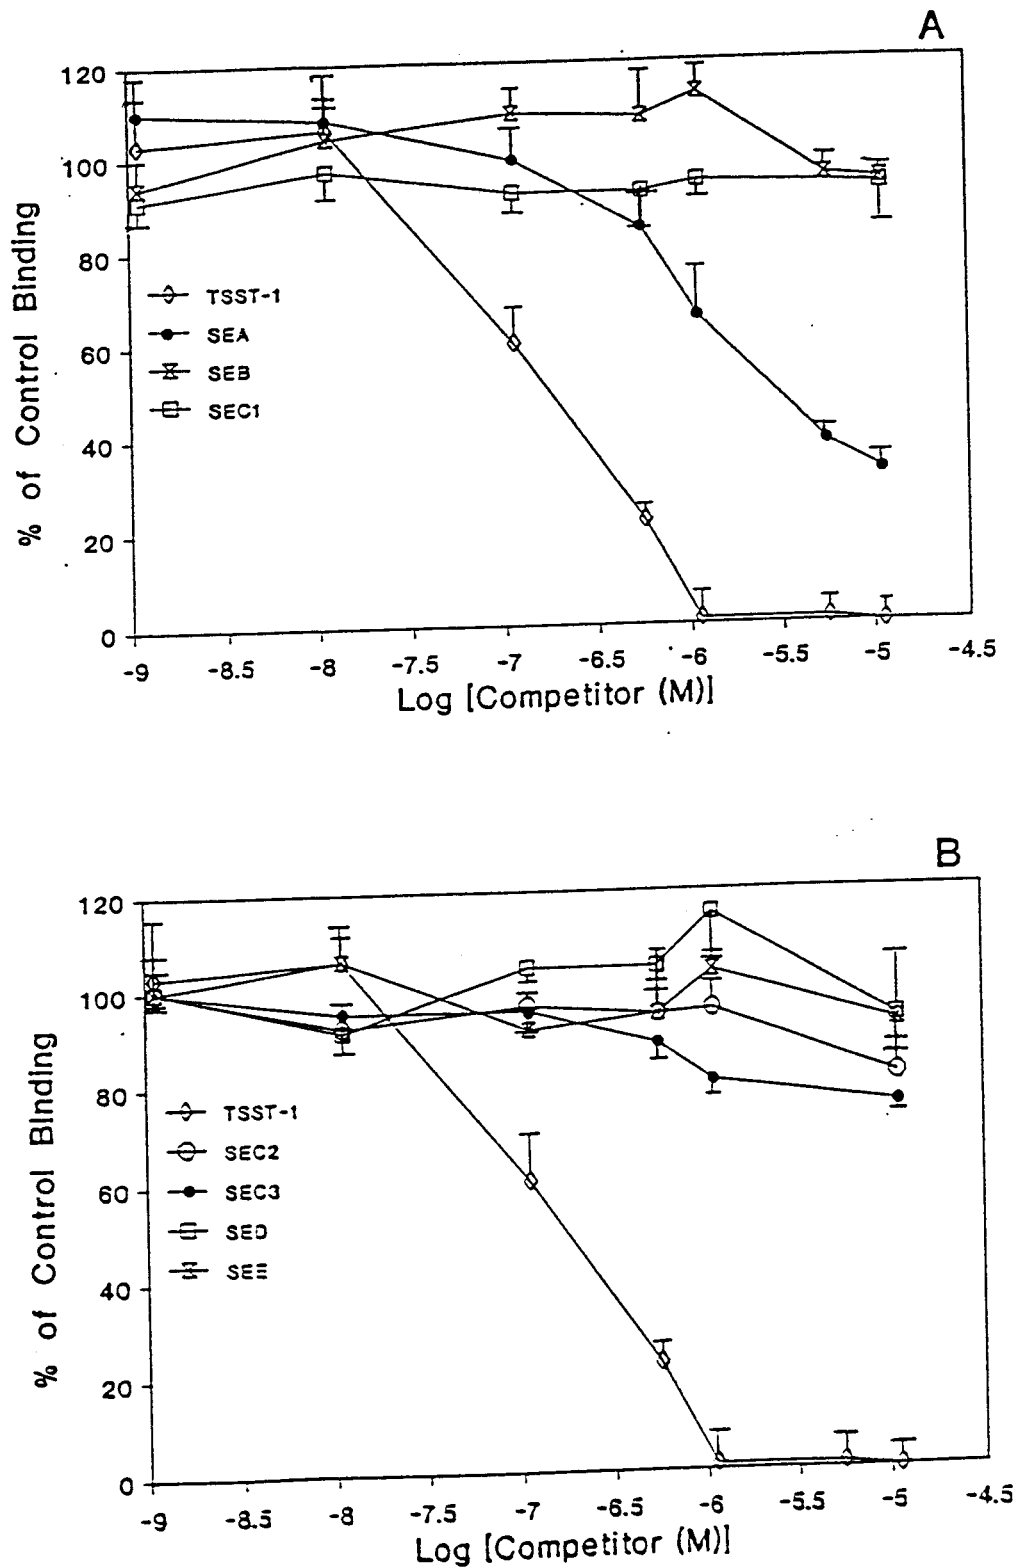 A
120
100
80
60
40
20
0
% of Control Binding
TSST-1
SEA
SEB
SEC1
-9 -8.5 -8 -7.5 -7 -6.5 -6 -5.5 -5 -4.5
Log [Competitor (M)]
B
120
100
80
60
40
20
0
% of Control Binding
TSST-1
SEC2
SEC3
SED
SEE
-9 -8.5 -8 -7.5 -7 -6.5 -6 -5.5 -5 -4.5
Log [Competitor (M)]